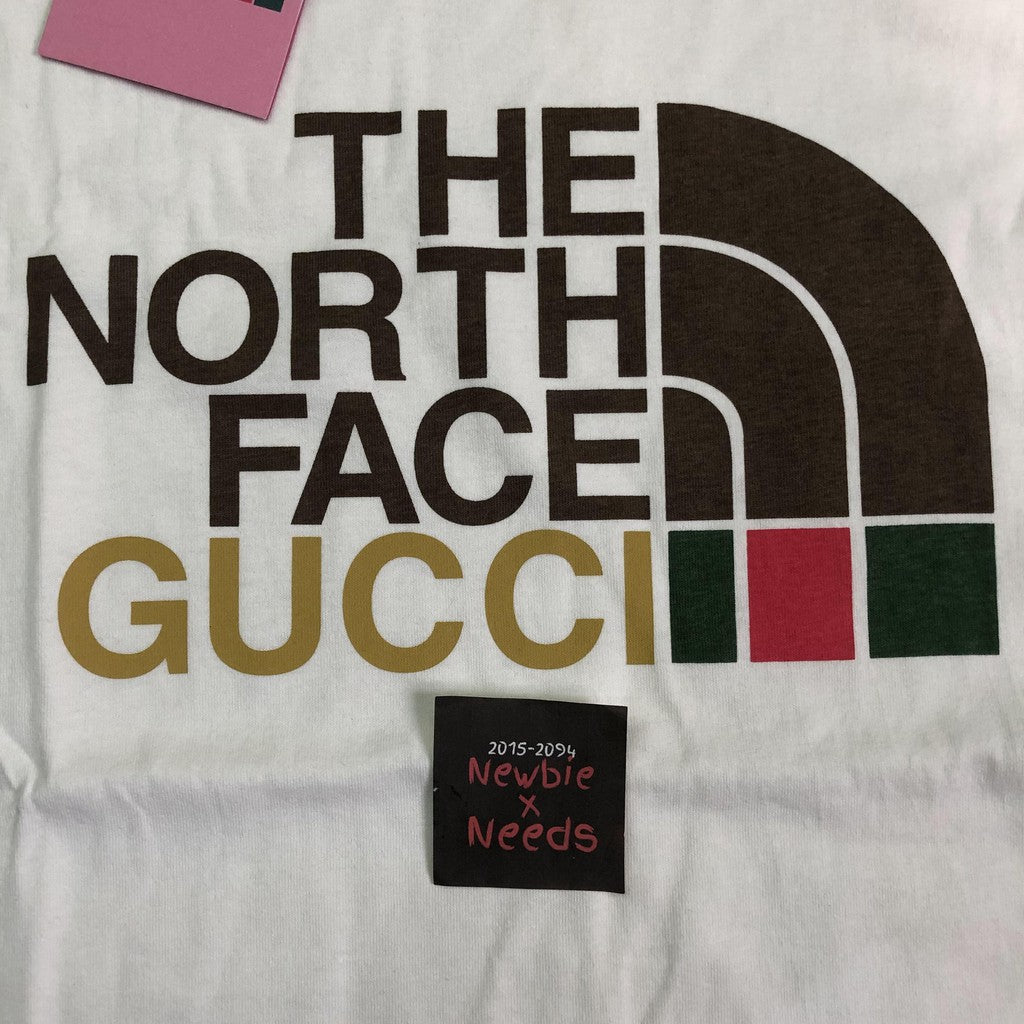 THE
NORTH
FACE
GUCCI
2015-2094
Newbie
x
Needs